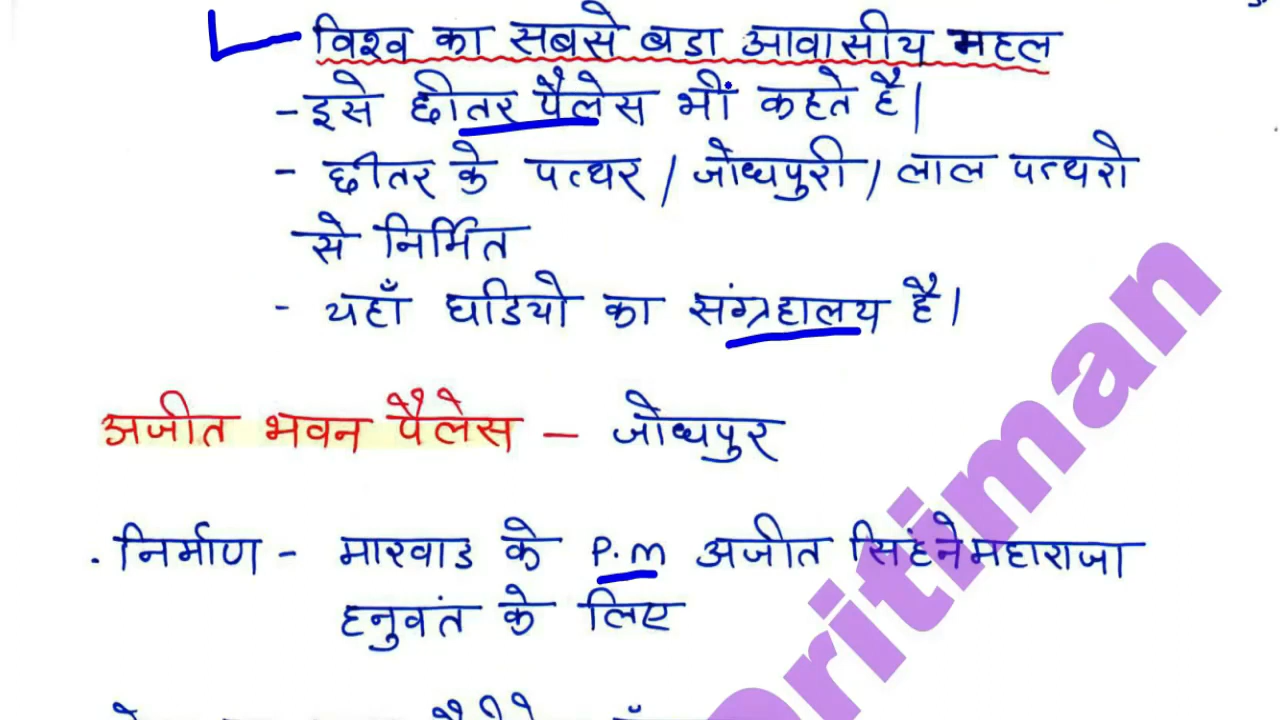 विश्व का सबसे बडा आवासीय महल
- इसे छीतर पैलेस भीं कहते है।
- छीतर के पत्थर / जोधपुरी / लाल पत्थरो
से निर्मित
- यहाँ घडियो का संग्रहालय है।
अजीत भवन पैलेस - जोधपुर
. निर्माण - मारवाड के P.M अजीत सिंहने महाराजा
हनुवंत के लिए